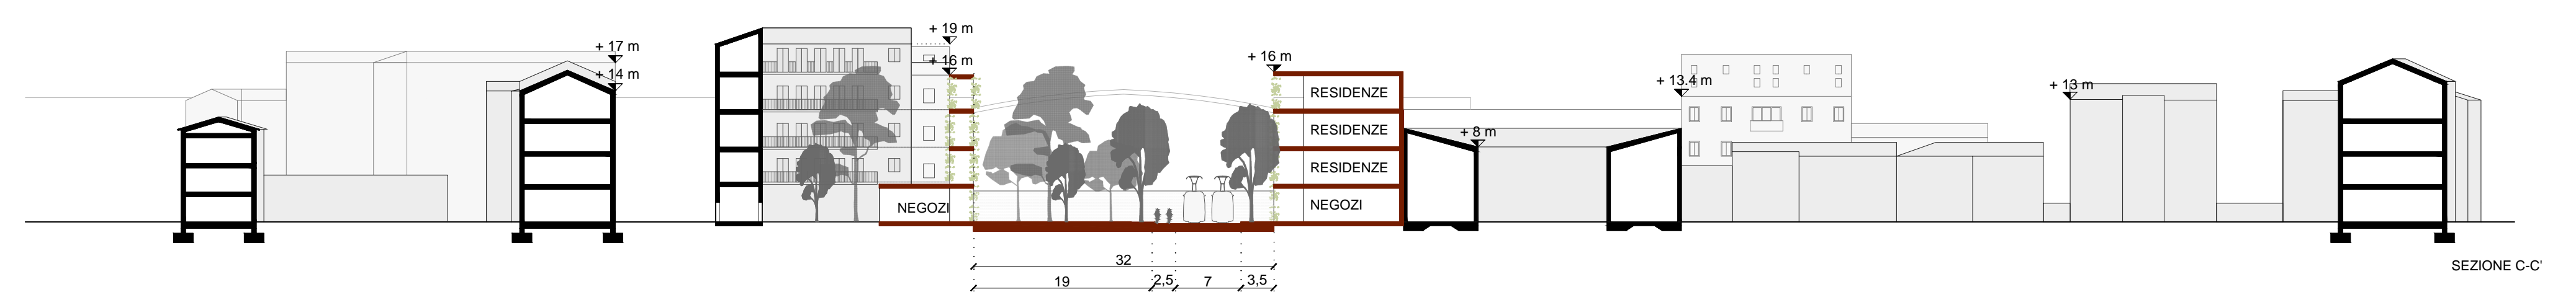 + 17 m
+ 14 m
+ 19 m
+ 16 m
+ 16 m
+ 13.4 m
+ 8 m
+ 13 m
RESIDENZE
RESIDENZE
RESIDENZE
NEGOZI
NEGOZI
32
19
2,5
7
3,5
SEZIONE C-C'